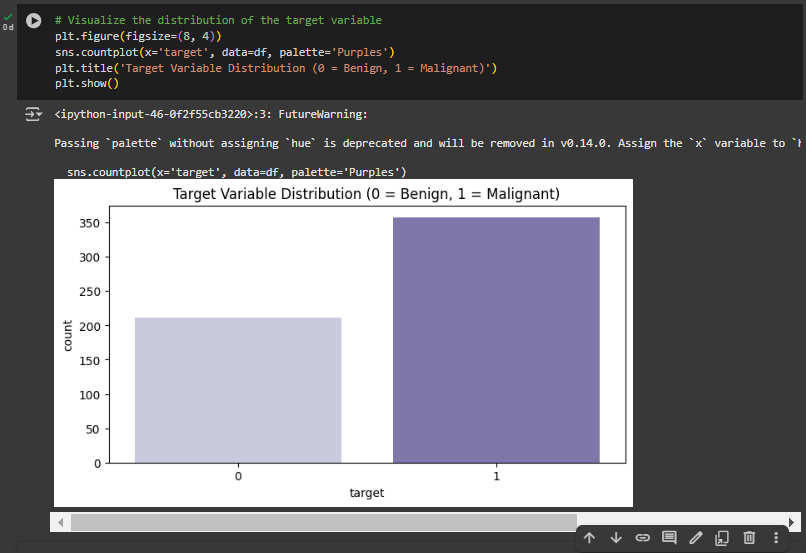 # Visualize the distribution of the target variable
plt.figure(figsize=(8, 4))
sns.countplot(x='target', data=df, palette='Purples')
plt.title('Target Variable Distribution (0 = Benign, 1 = Malignant)')
plt.show()
0d
<ipython-input-46-0f2f55cb3220>:3: FutureWarning:
Passing `palette` without assigning `hue` is deprecated and will be removed in v0.14.0. Assign the `x` variable to `
sns.countplot(x='target', data=df, palette='Purples')
Target Variable Distribution (0 = Benign, 1 = Malignant)
350
300
250
200
150
100
50
0
count
0 1
target